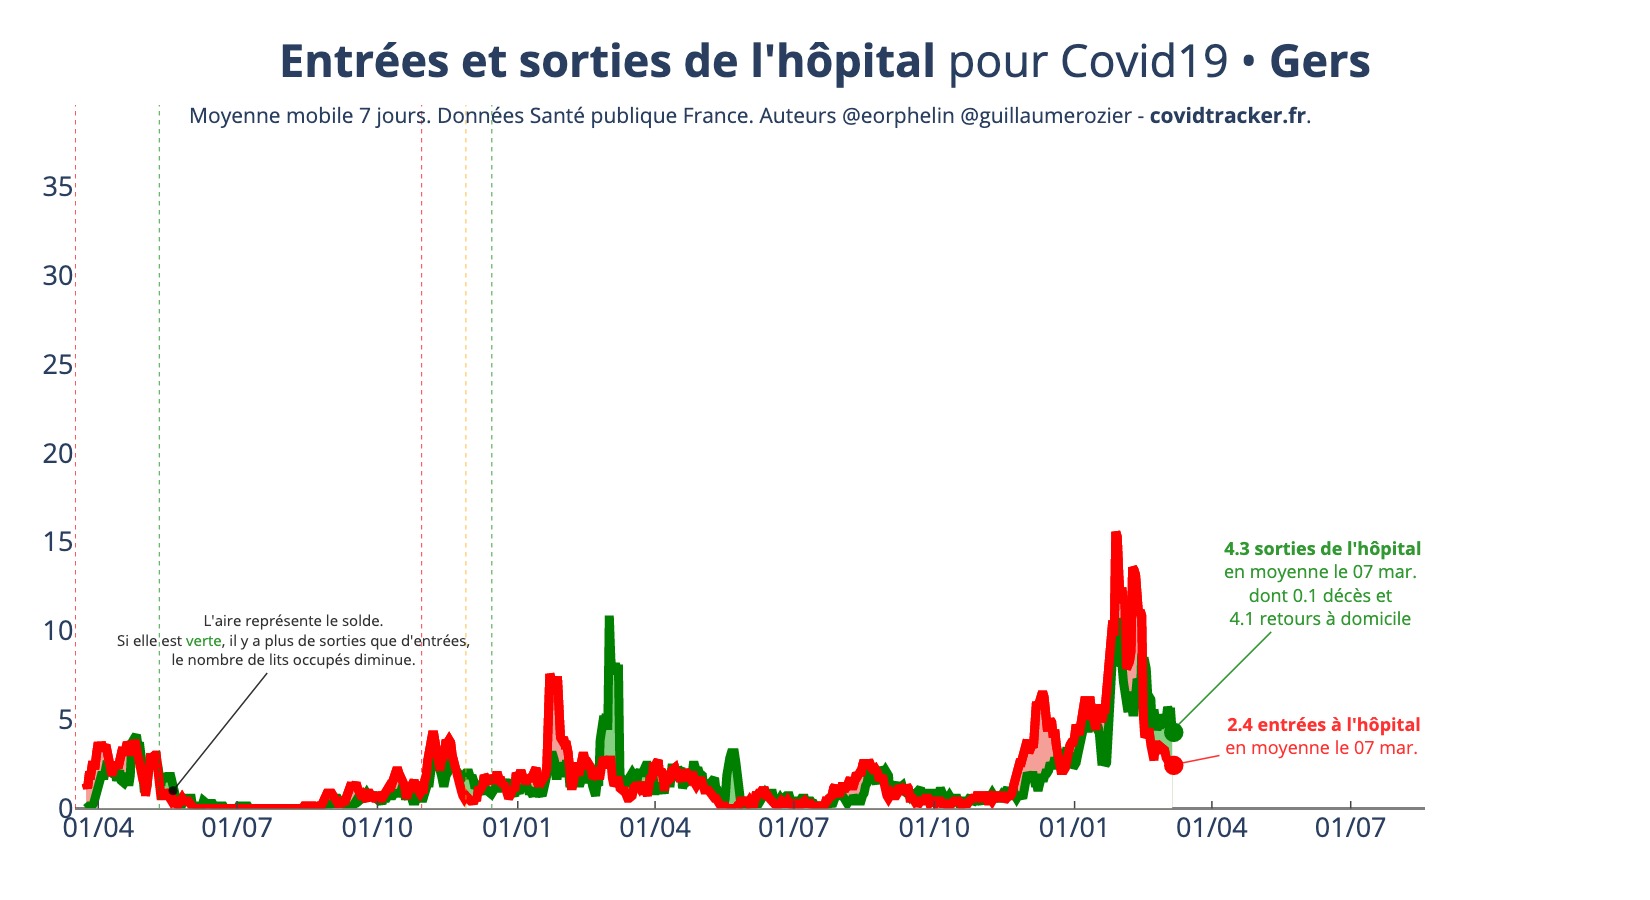 Entrées et sorties de l'hôpital pour Covid19 • Gers
Moyenne mobile 7 jours. Données Santé publique France. Auteurs @eorphelin @guillaumerozier - covidtracker.fr.
35
30
25
20
15
10
5
0
4.3 sorties de l'hôpital
en moyenne le 07 mar.
dont 0.1 décès et
4.1 retours à domicile
L'aire représente le solde.
Si elle est verte, il y a plus de sorties que d'entrées,
le nombre de lits occupés diminue.
2.4 entrées à l'hôpital
en moyenne le 07 mar.
01/04 01/07 01/10 01/01 01/04 01/07 01/10 01/01 01/04 01/07